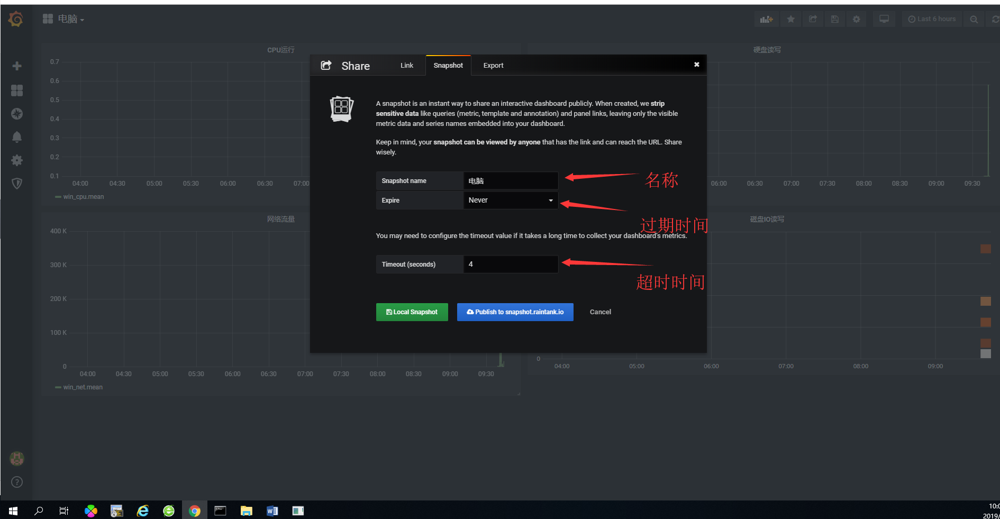 电脑
Last 6 hours
CPU运行
0.7
0.6
0.5
0.4
0.3
0.2
0.1
04:00 04:30 05:00 05:30 06:00 06:30 07:00
win_cpu.mean
硬盘读写
06:00 06:30 07:00 07:30 08:00 08:30 09:00 09:30
Share
Link
Snapshot
Export
A snapshot is an instant way to share an interactive dashboard publicly. When created, we strip
sensitive data like queries (metric, template and annotation) and panel links, leaving only the visible
metric data and series names embedded into your dashboard.
Keep in mind, your snapshot can be viewed by anyone that has the link and can reach the URL. Share
wisely.
Snapshot name 电脑
名称
Expire Never
过期时间
You may need to configure the timeout value if it takes a long time to collect your dashboard's metrics.
Timeout (seconds) 4
超时时间
Local Snapshot
Publish to snapshot.raintank.io
Cancel
网络流量
400 K
300 K
200 K
100 K
0
04:00 04:30 05:00 05:30 06:00 06:30 07:00 07:30 08:00 08:30 09:00 09:30
win_net.mean
磁盘IO读写
0
04:00 05:00 06:00 07:00 08:00 09:00
10:0
2019/